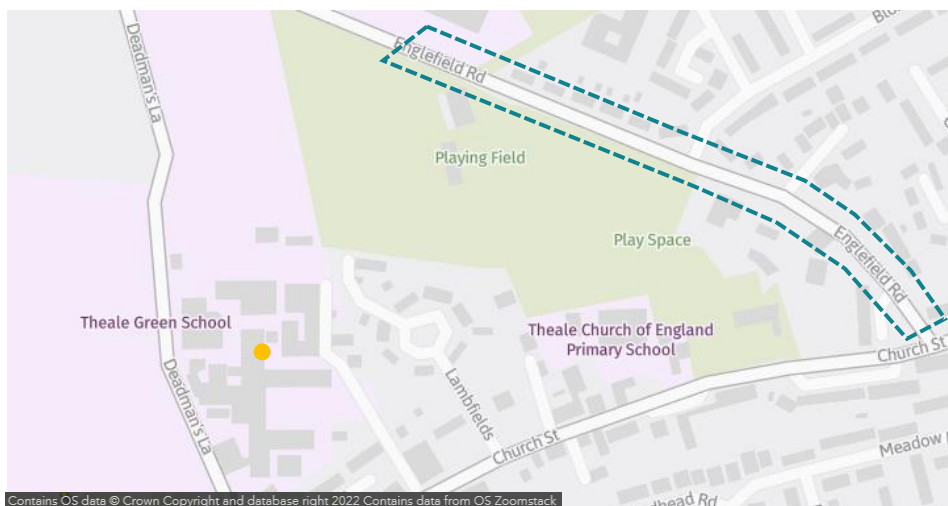 Deadman's La
Englefield Rd
Playing Field
Play Space
Englefield Rd
Theale Green School
Theale Church of England
Primary School
Church St
Deadman's La
Lambfields
Church St
Meadow
Contains OS data © Crown Copyright and database right 2022 Contains data from OS Zoomstack